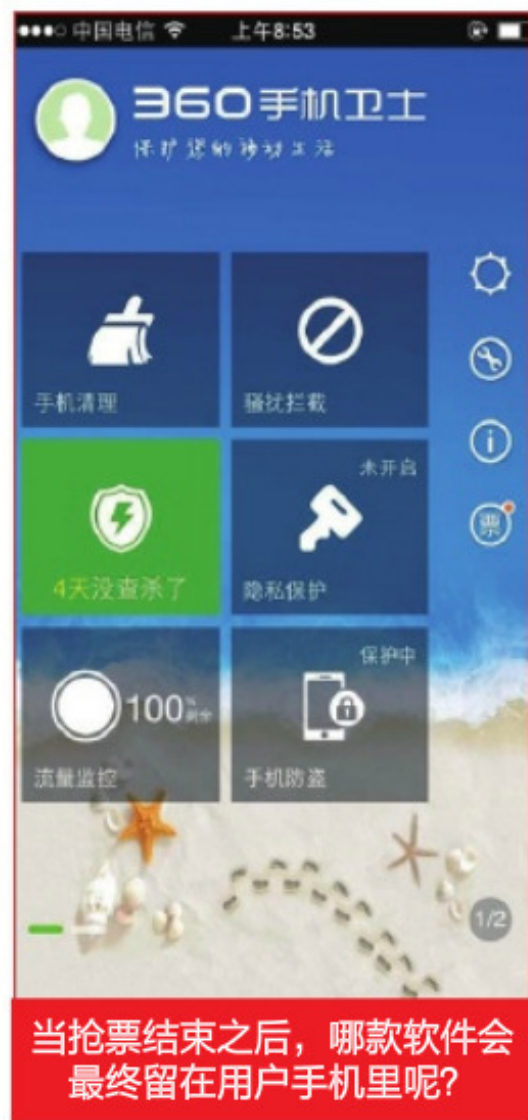 中国电信 上午8:53
360手机卫士
保护您的移动生活
手机清理
骚扰拦截
4天没查杀了
未开启
隐私保护
票
100%
剩余
流量监控
保护中
手机防盗
1/2
当抢票结束之后，哪款软件会
最终留在用户手机里呢？